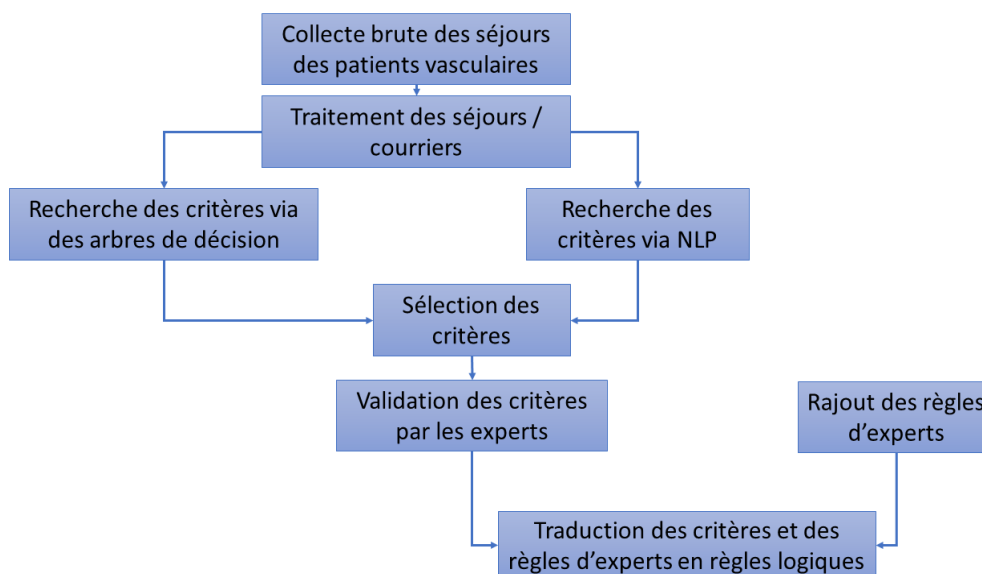 Collecte brute des séjours
des patients vasculaires
Traitement des séjours /
courriers
Recherche des critères via
des arbres de décision
Recherche des
critères via NLP
Sélection des
critères
Validation des critères
par les experts
Rajout des règles
d’experts
Traduction des critères et des
règles d’experts en règles logiques